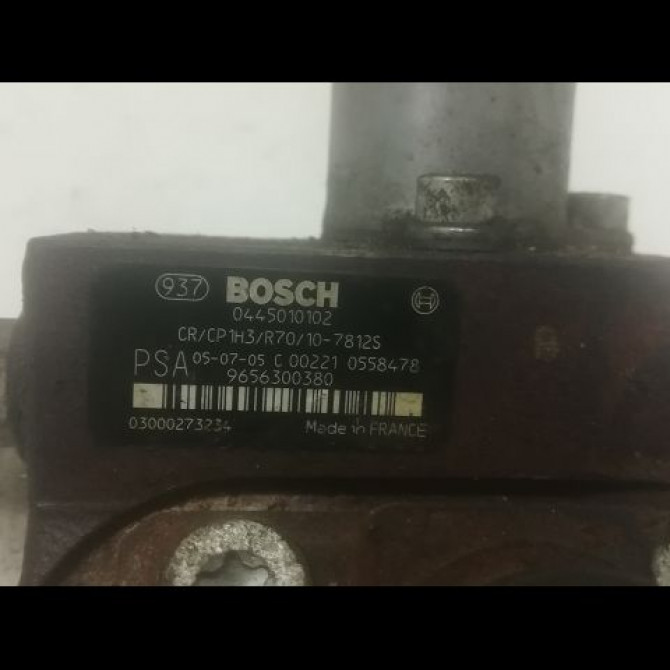 937 BOSCH
0445010102
CR/CP1H3/R70/10-7812S
PSA 05-07-05 C 00221 0558478
9656300380
03000273234 Made in FRANCE